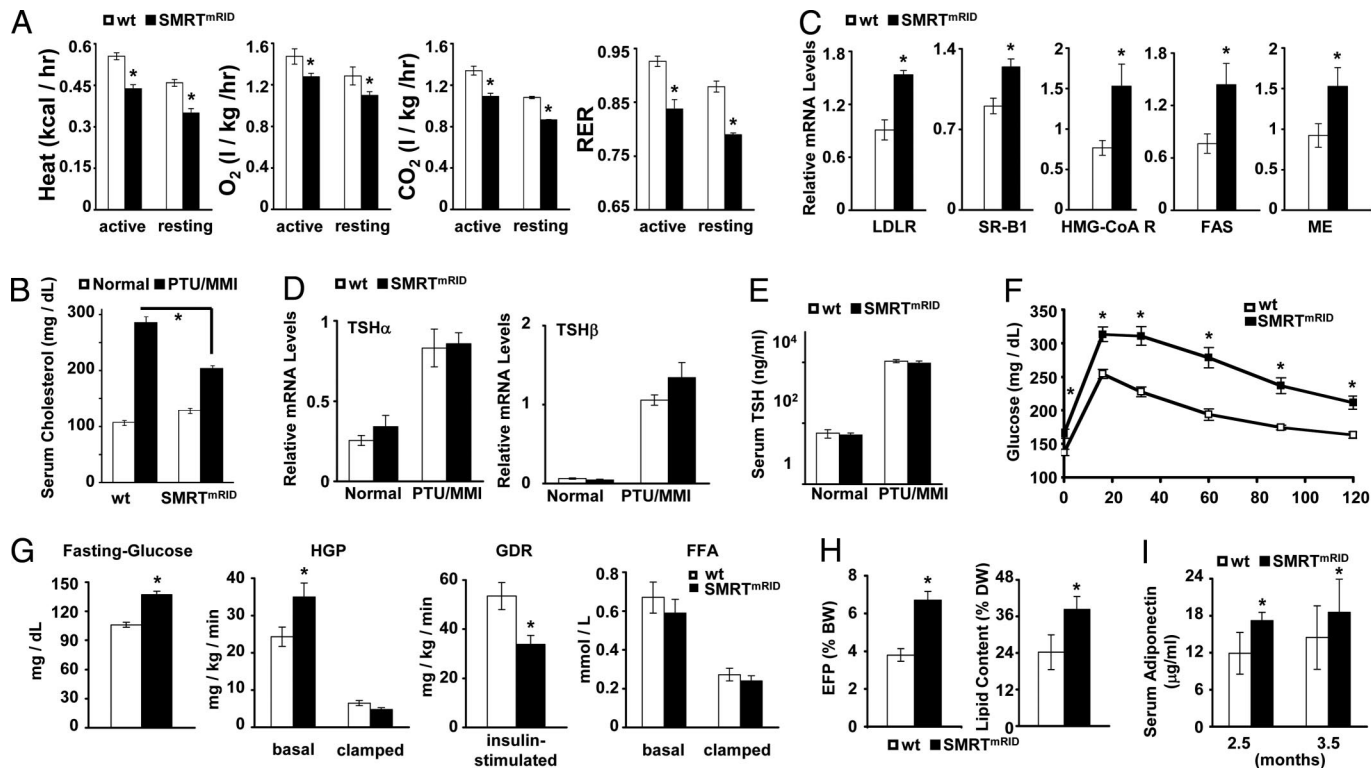 A
wt SMRTmRID
Heat (kcal / hr)
0.6
0.45
0.3
0.15
0
active resting
O2 (l / kg /hr)
1.6
1.2
0.8
0.4
0
active resting
CO2 (l / kg /hr)
1.6
1.2
0.8
0.4
0
active resting
RER
0.95
0.85
0.75
0.65
active resting
* * * * * * * *
C
wt SMRTmRID
Relative mRNA Levels
1.8
1.2
0.6
0
LDLR
1.4
0.7
0
SR-B1
2
1.5
1
0.5
0
HMG-CoA R
2.4
1.6
0.8
0
FAS
2
1.5
1
0.5
0
ME
* * * * *
B
Normal PTU/MMI
Serum Cholesterol (mg / dL)
300
200
100
0
*
wt SMRTmRID
D
wt SMRTmRID
Relative mRNA Levels
1
0.5
0
TSHα
Normal PTU/MMI
Relative mRNA Levels
2
1
0
TSHβ
Normal PTU/MMI
E
wt SMRTmRID
Serum TSH (ng/ml)
10^4
10^2
1
Normal PTU/MMI
F
wt
SMRTmRID
Glucose (mg / dL)
350
300
250
200
150
100
* * * * * *
0 20 40 60 80 100 120
G
Fasting-Glucose
mg / dL
150
120
90
60
30
0
*
HGP
mg / kg / min
40
30
20
10
0
*
basal clamped
GDR
mg / kg / min
60
40
20
0
*
insulin-
stimulated
FFA
wt
SMRTmRID
mmol / L
0.8
0.6
0.4
0.2
0
basal clamped
H
EFP (% BW)
8
6
4
2
0
*
Lipid Content (% DW)
48
36
24
12
0
*
wt SMRTmRID
I
wt SMRTmRID
Serum Adiponectin
(μg/ml)
24
18
12
6
0
* *
2.5 3.5
(months)